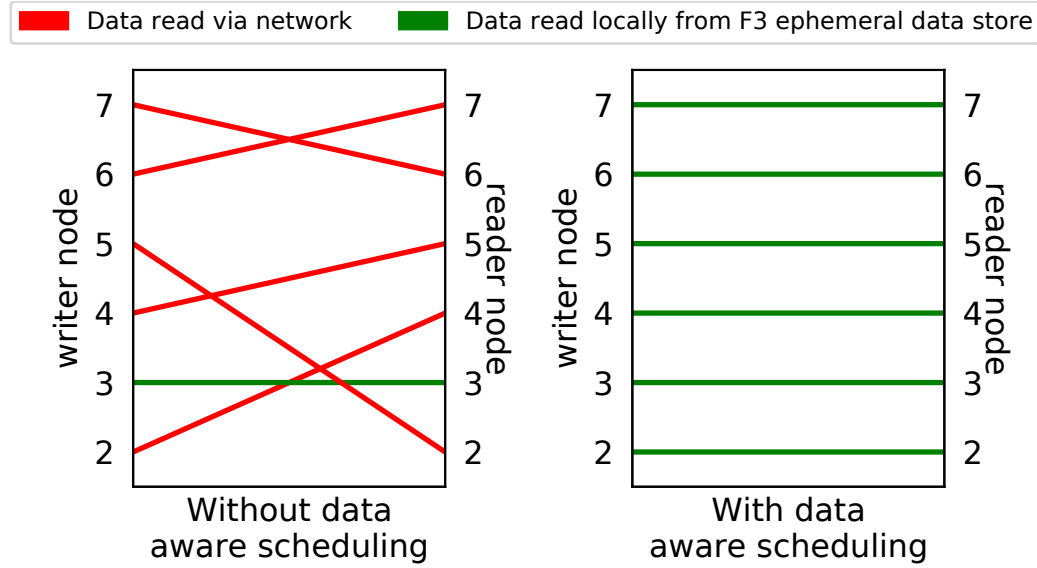 Data read via network
Data read locally from F3 ephemeral data store
writer node
7
6
5
4
3
2
7
6
5
4
3
2
reader node
Without data
aware scheduling
writer node
7
6
5
4
3
2
7
6
5
4
3
2
reader node
With data
aware scheduling